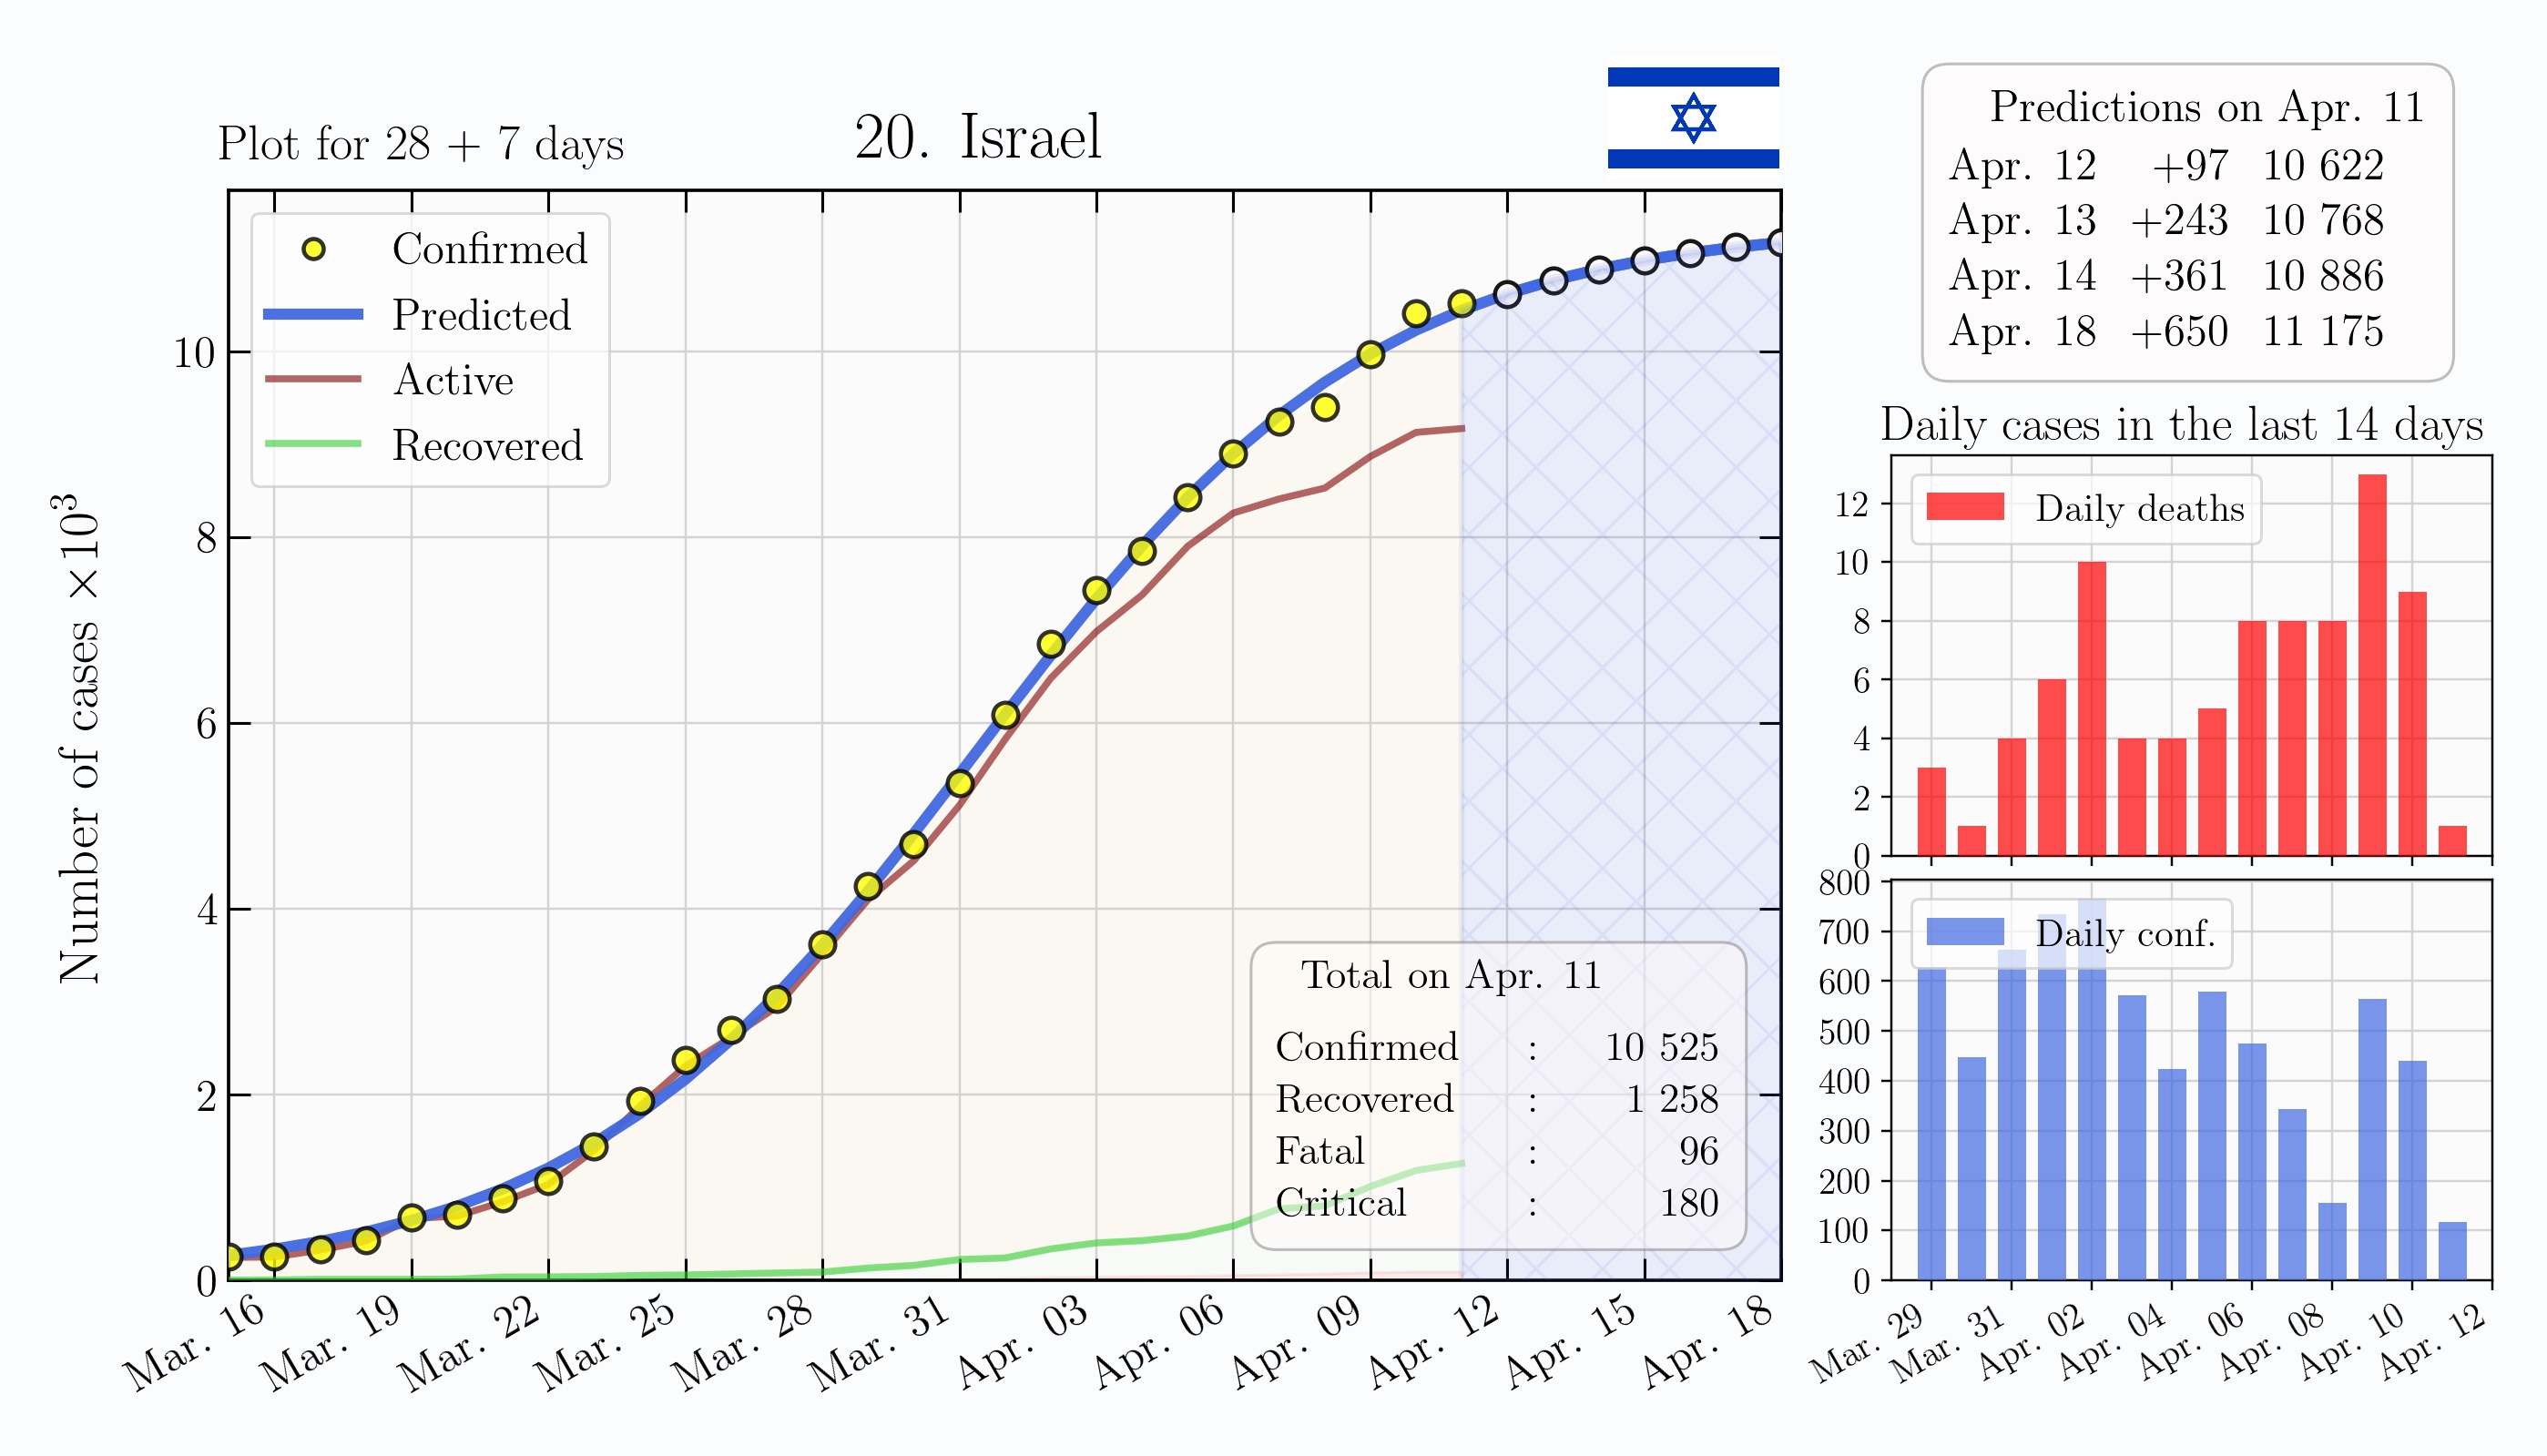 Plot for 28 + 7 days
20. Israel
Number of cases ×10³
Confirmed
Predicted
Active
Recovered
10
8
6
4
2
0
Mar. 16
Mar. 19
Mar. 22
Mar. 25
Mar. 28
Mar. 31
Apr. 03
Apr. 06
Apr. 09
Apr. 12
Apr. 15
Apr. 18
Total on Apr. 11
Confirmed : 10 525
Recovered : 1 258
Fatal : 96
Critical : 180
Predictions on Apr. 11
Apr. 12 +97 10 622
Apr. 13 +243 10 768
Apr. 14 +361 10 886
Apr. 18 +650 11 175
Daily cases in the last 14 days
Daily deaths
12
10
8
6
4
2
0
Daily conf.
800
700
600
500
400
300
200
100
0
Mar. 29
Mar. 31
Apr. 02
Apr. 04
Apr. 06
Apr. 08
Apr. 10
Apr. 12